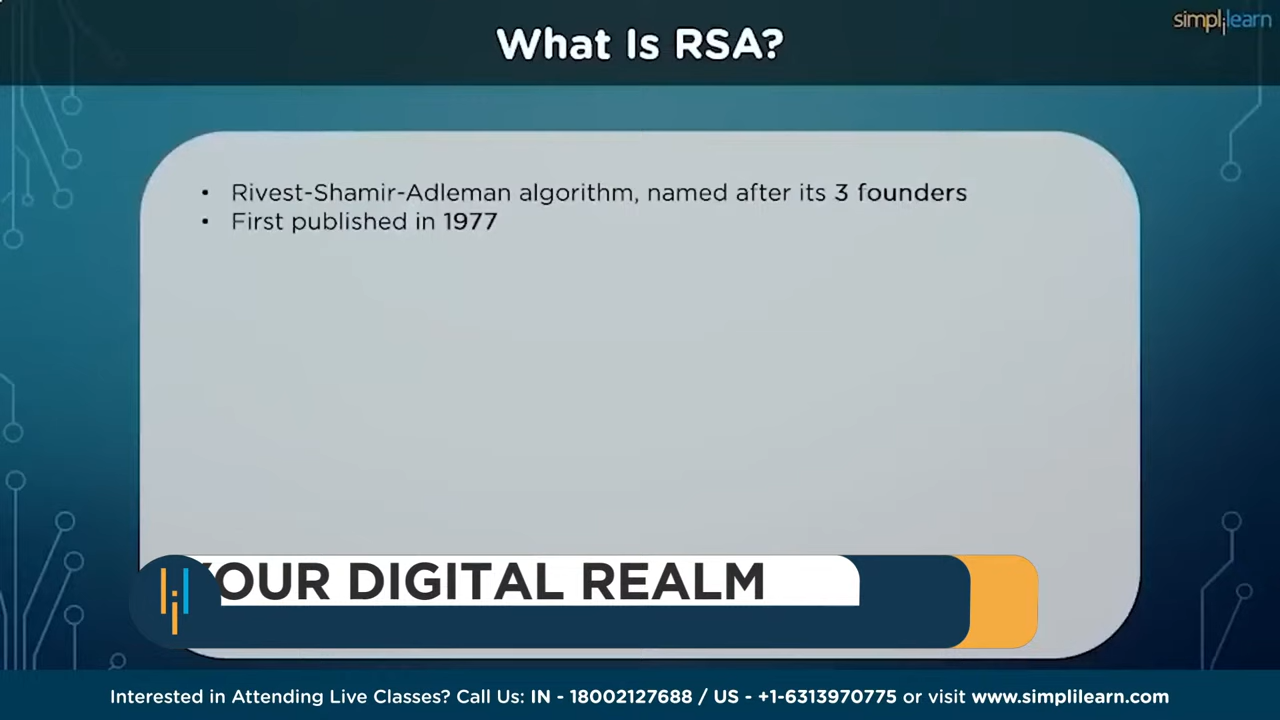 simplilearn
What Is RSA?
• Rivest-Shamir-Adleman algorithm, named after its 3 founders
• First published in 1977
YOUR DIGITAL REALM
Interested in Attending Live Classes? Call Us: IN - 18002127688 / US - +1-6313970775 or visit www.simplilearn.com